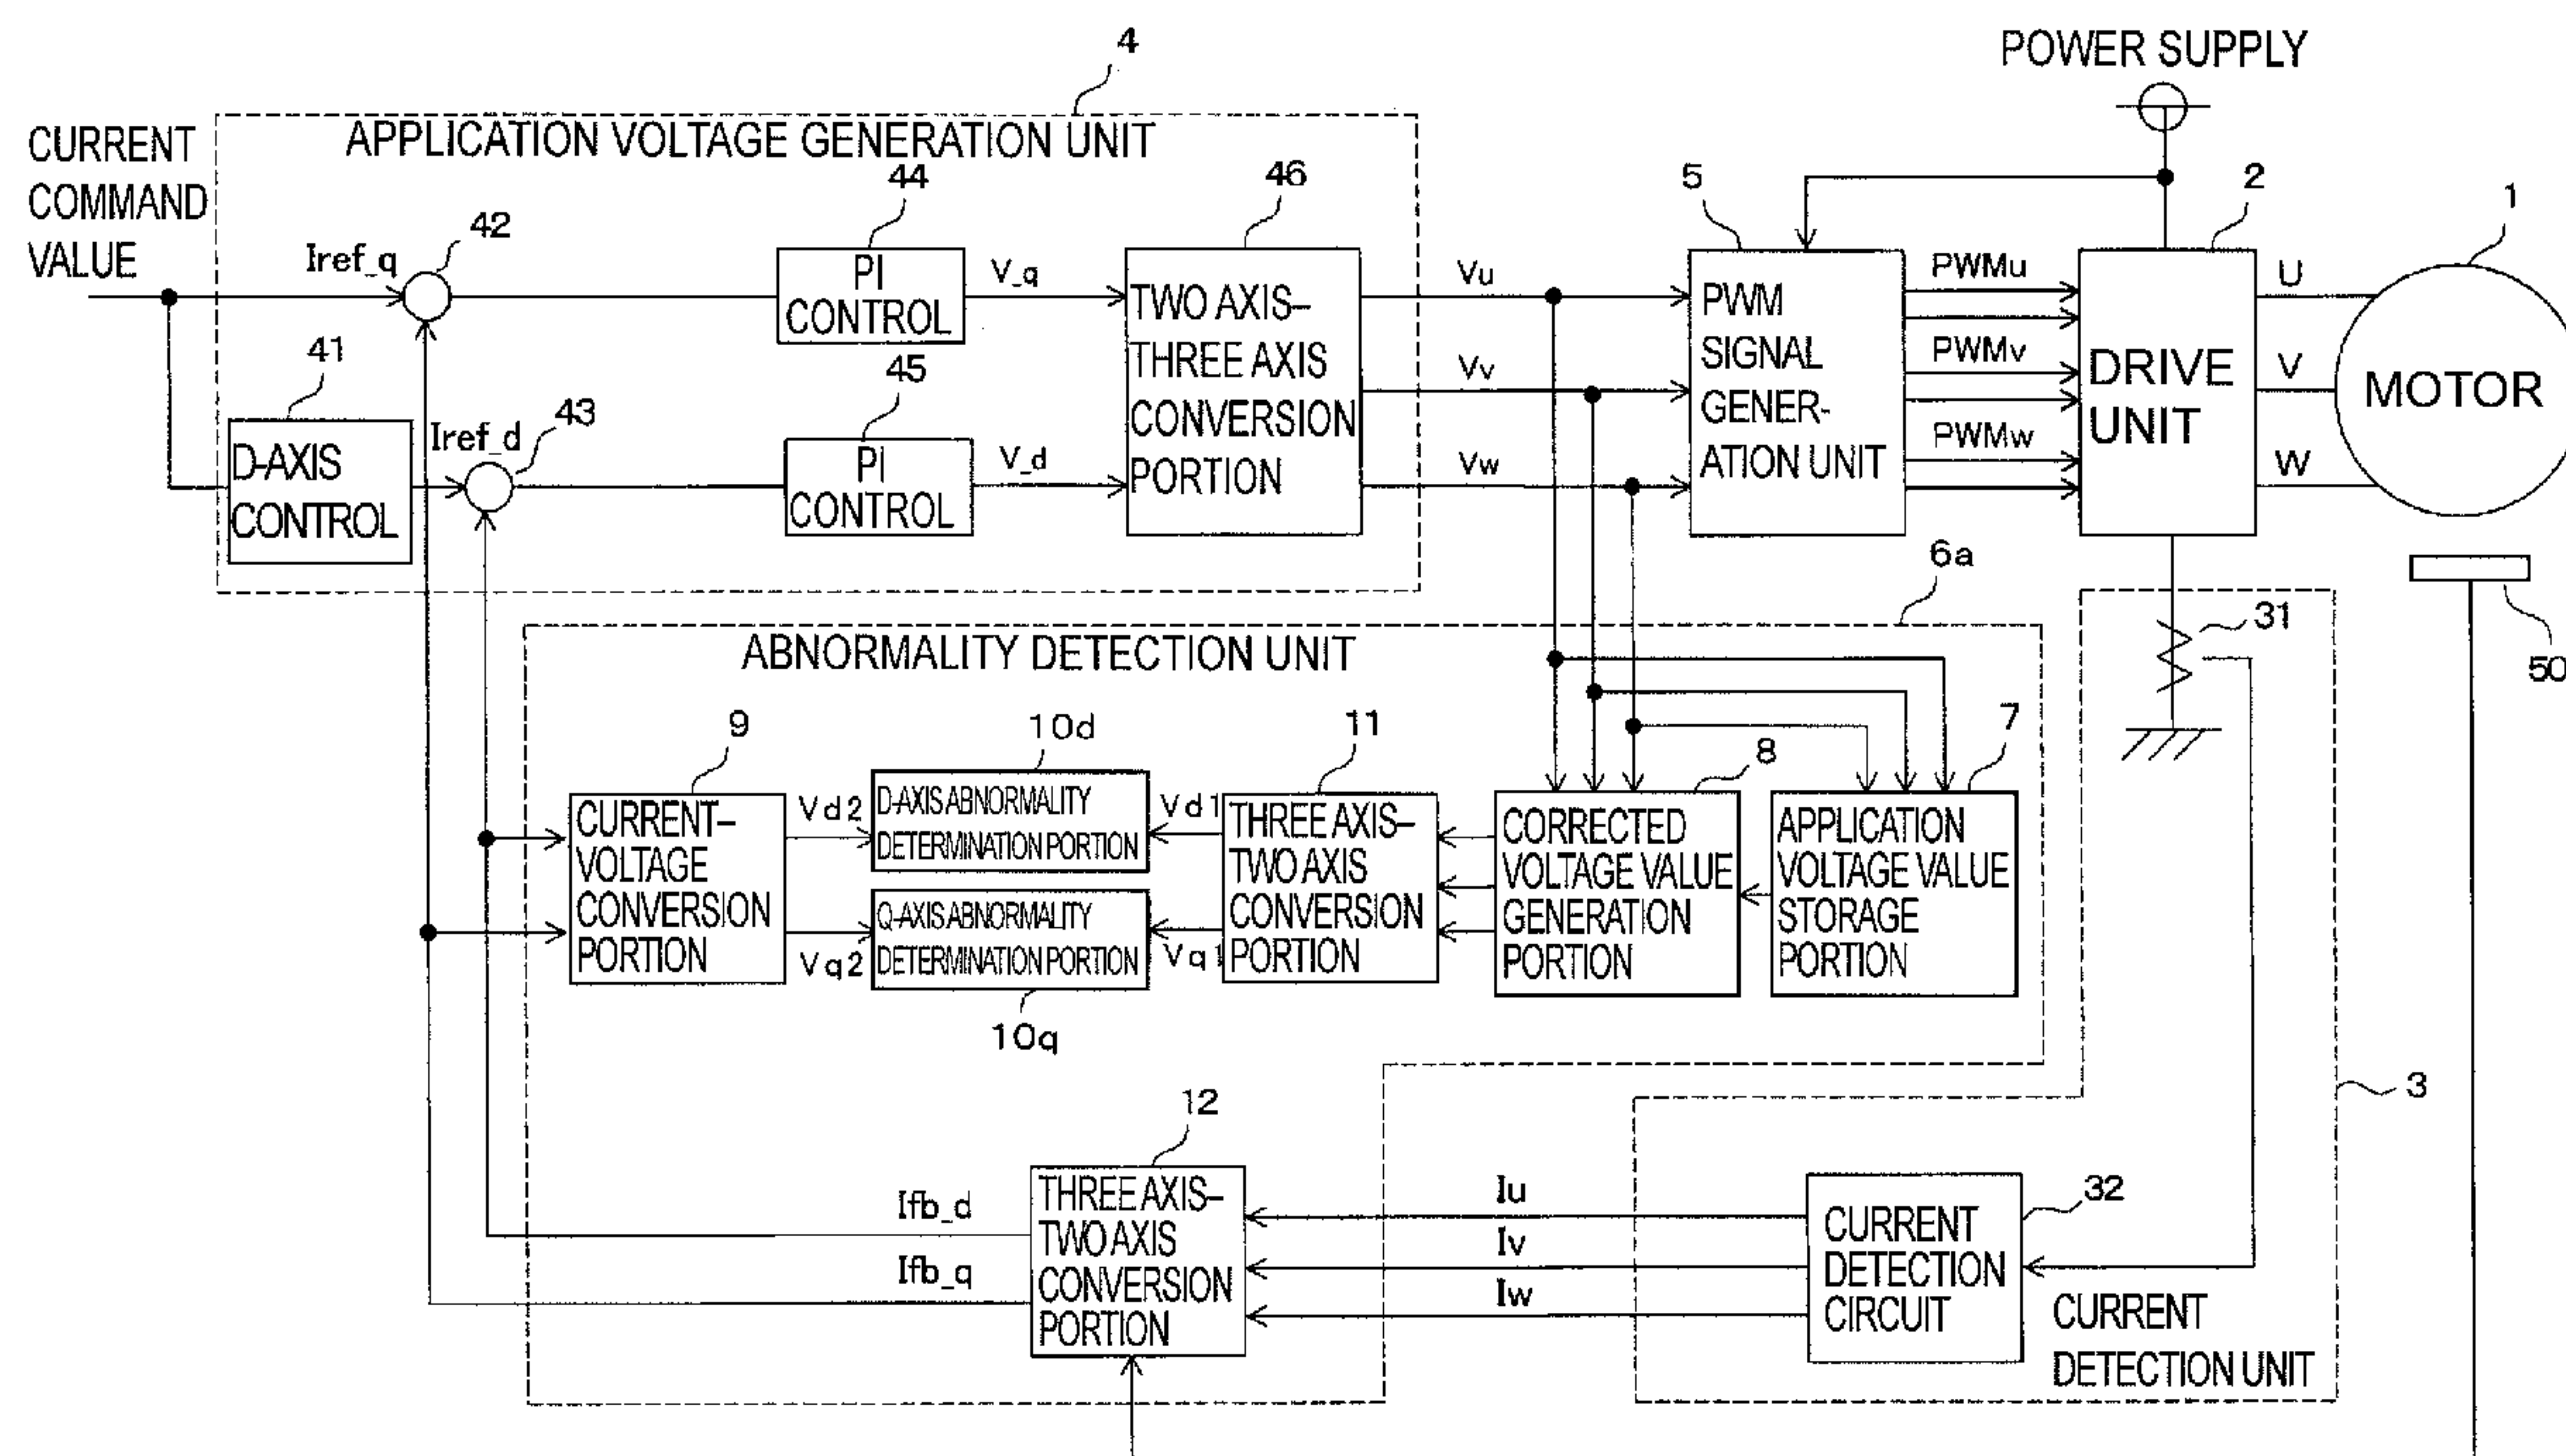 4
POWER SUPPLY
CURRENT
COMMAND
VALUE
APPLICATION VOLTAGE GENERATION UNIT
44
46
5
2
1
42
Iref_q
PI
CONTROL
V_q
TWO AXIS–
THREE AXIS
CONVERSION
PORTION
Vu
Vv
Vw
PWM
SIGNAL
GENER-
ATION UNIT
PWMu
PWMv
PWMw
DRIVE
UNIT
U
V
W
MOTOR
41
D-AXIS
CONTROL
Iref_d
43
45
PI
CONTROL
V_d
6a
31
50
ABNORMALITY DETECTION UNIT
9
10d
11
8
7
CURRENT–
VOLTAGE
CONVERSION
PORTION
Vd2
Vq2
D-AXIS ABNORMALITY
DETERMINATION PORTION
Q-AXIS ABNORMALITY
DETERMINATION PORTION
10q
Vd1
Vq1
THREE AXIS–
TWO AXIS
CONVERSION
PORTION
CORRECTED
VOLTAGE VALUE
GENERATION
PORTION
APPLICATION
VOLTAGE VALUE
STORAGE
PORTION
3
12
Ifb_d
Ifb_q
THREE AXIS–
TWO AXIS
CONVERSION
PORTION
Iu
Iv
Iw
32
CURRENT
DETECTION
CIRCUIT
CURRENT
DETECTION UNIT